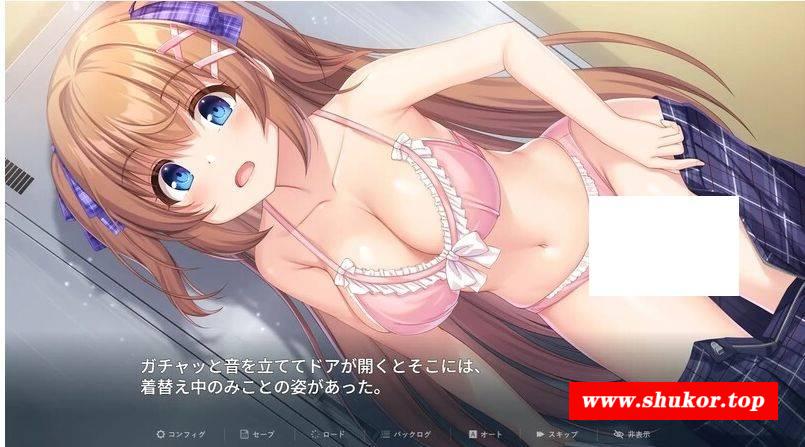 ガチャッと音を立ててドアが開くとそこには、
着替え中のみことの姿があった。
www.shukor.top
コンフィグ セーブ ロード バックログ A オート スキップ 非表示